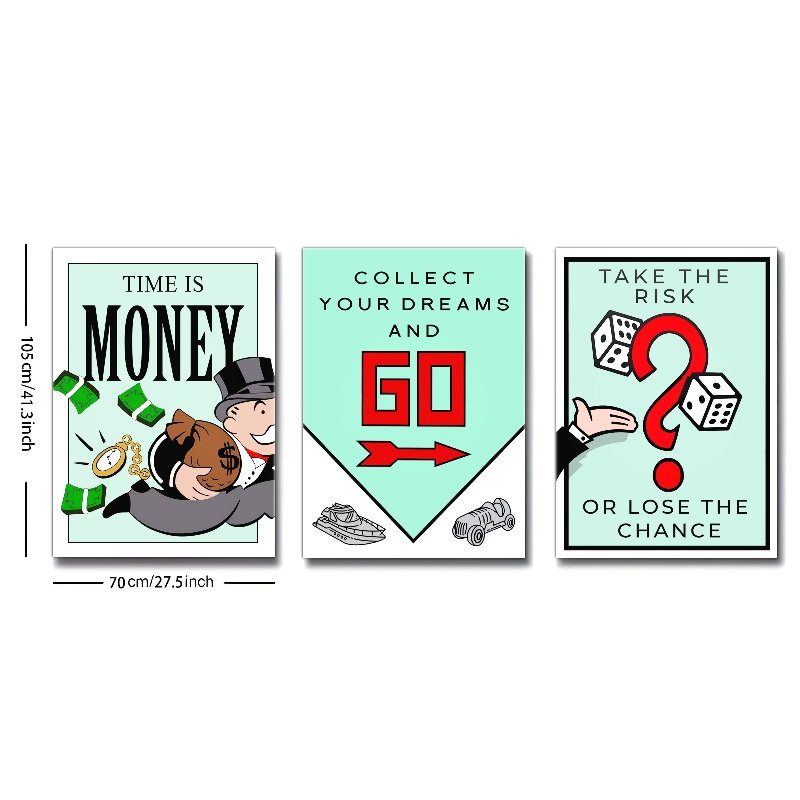 TIME IS
MONEY
$
COLLECT
YOUR DREAMS
AND
GO
TAKE THE
RISK
?
OR LOSE THE
CHANCE
105cm/41.3inch
70cm/27.5inch